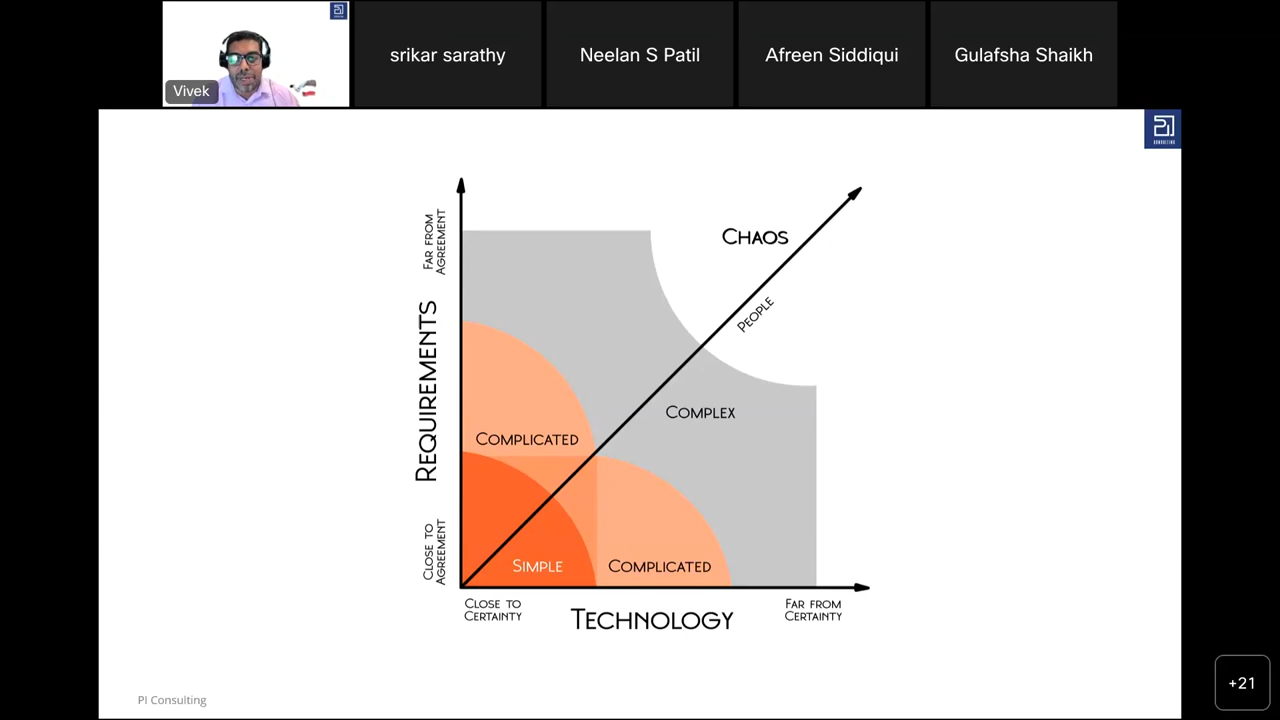 Vivek
srikar sarathy
Neelan S Patil
Afreen Siddiqui
Gulafsha Shaikh
CONSULTING
FAR FROM
AGREEMENT
REQUIREMENTS
CLOSE TO
AGREEMENT
CHAOS
PEOPLE
COMPLEX
COMPLICATED
SIMPLE
COMPLICATED
CLOSE TO
CERTAINTY
TECHNOLOGY
FAR FROM
CERTAINTY
PI Consulting
+21